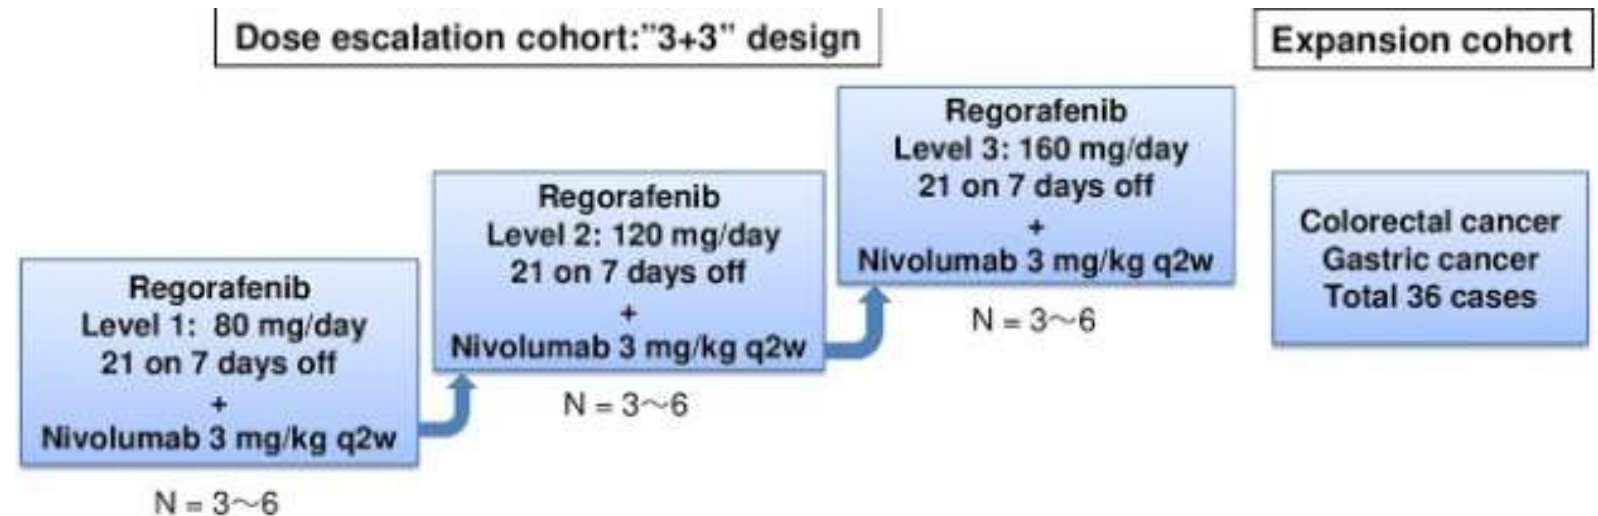 Dose escalation cohort:"3+3" design
Expansion cohort
Regorafenib
Level 1: 80 mg/day
21 on 7 days off
+
Nivolumab 3 mg/kg q2w
N = 3〜6
Regorafenib
Level 2: 120 mg/day
21 on 7 days off
+
Nivolumab 3 mg/kg q2w
N = 3〜6
Regorafenib
Level 3: 160 mg/day
21 on 7 days off
+
Nivolumab 3 mg/kg q2w
N = 3〜6
Colorectal cancer
Gastric cancer
Total 36 cases